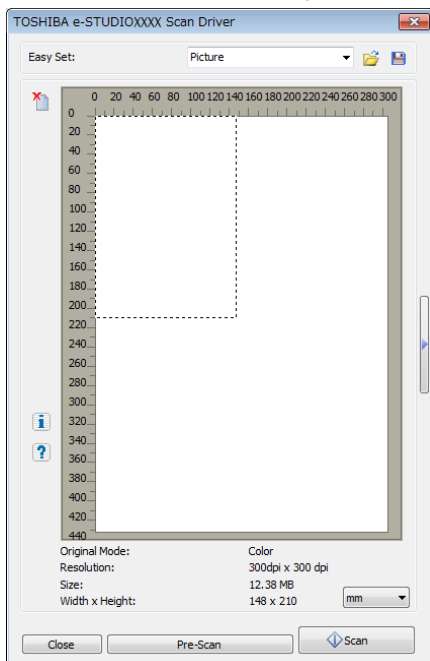 TOSHIBA e-STUDIOXXXX Scan Driver
Easy Set: Picture
0 20 40 60 80 100 120 140 160 180 200 220 240 260 280 300
0
20
40
60
80
100
120
140
160
180
200
220
240
260
280
300
320
340
360
380
400
420
440
Original Mode: Color
Resolution: 300dpi x 300 dpi
Size: 12.38 MB
Width x Height: 148 x 210 mm
Close Pre-Scan Scan